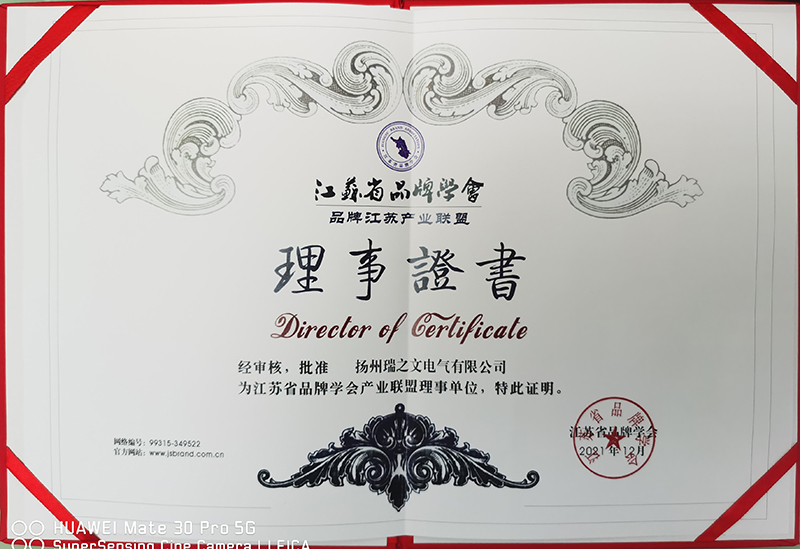 江蘇省品牌學會
品牌江苏产业联盟
理事證書
Director of Certificate
经审核，批准 扬州瑞之文电气有限公司
为江苏省品牌学会产业联盟理事单位，特此证明。
网络编号：99315-349522
官方网站：www.jsbrand.com.cn
江苏省品牌学会
2021年12月
HUAWEI Mate 30 Pro 5G
SuperSensing Cine Camera | LEICA